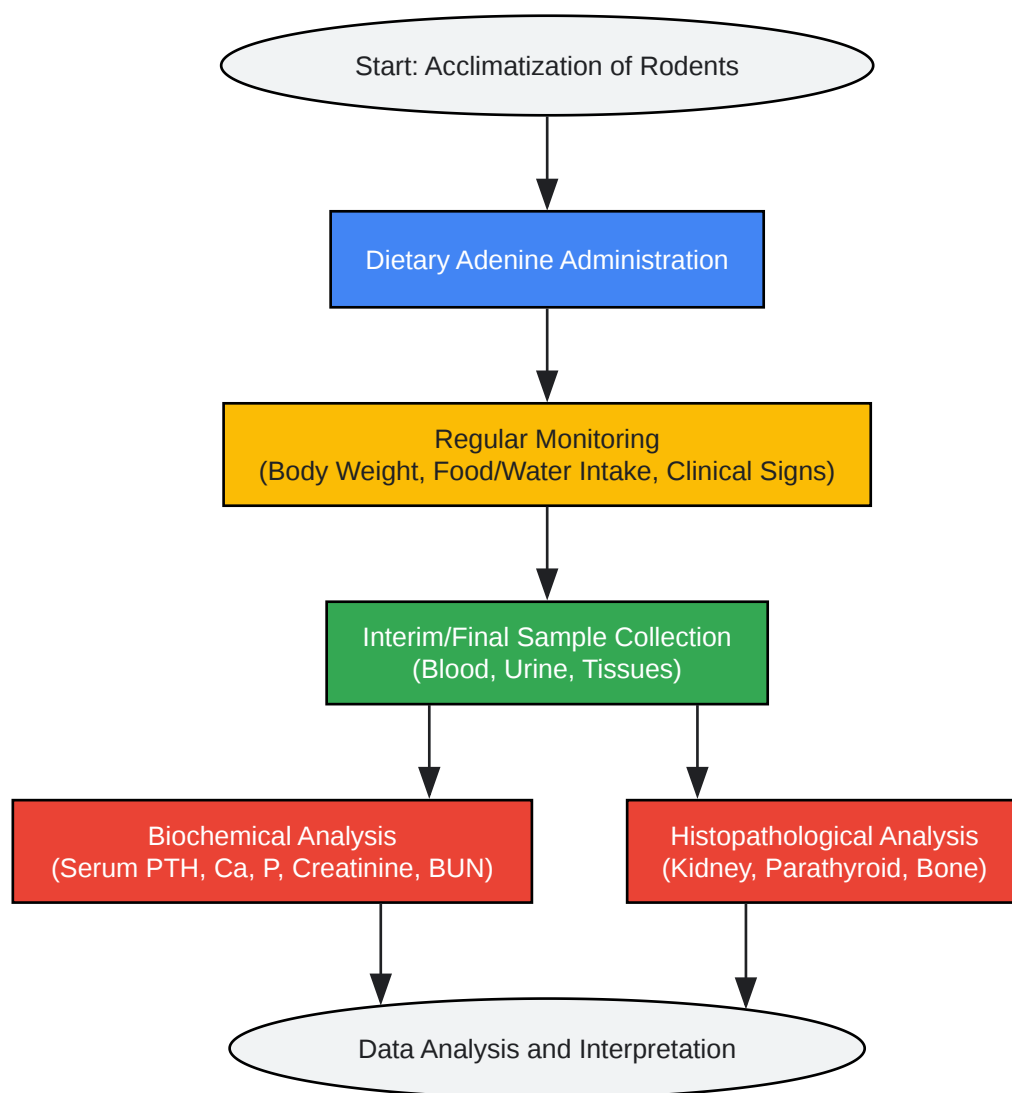 Start: Acclimatization of Rodents
Dietary Adenine Administration
Regular Monitoring
(Body Weight, Food/Water Intake, Clinical Signs)
Interim/Final Sample Collection
(Blood, Urine, Tissues)
Biochemical Analysis
(Serum PTH, Ca, P, Creatinine, BUN)
Histopathological Analysis
(Kidney, Parathyroid, Bone)
Data Analysis and Interpretation